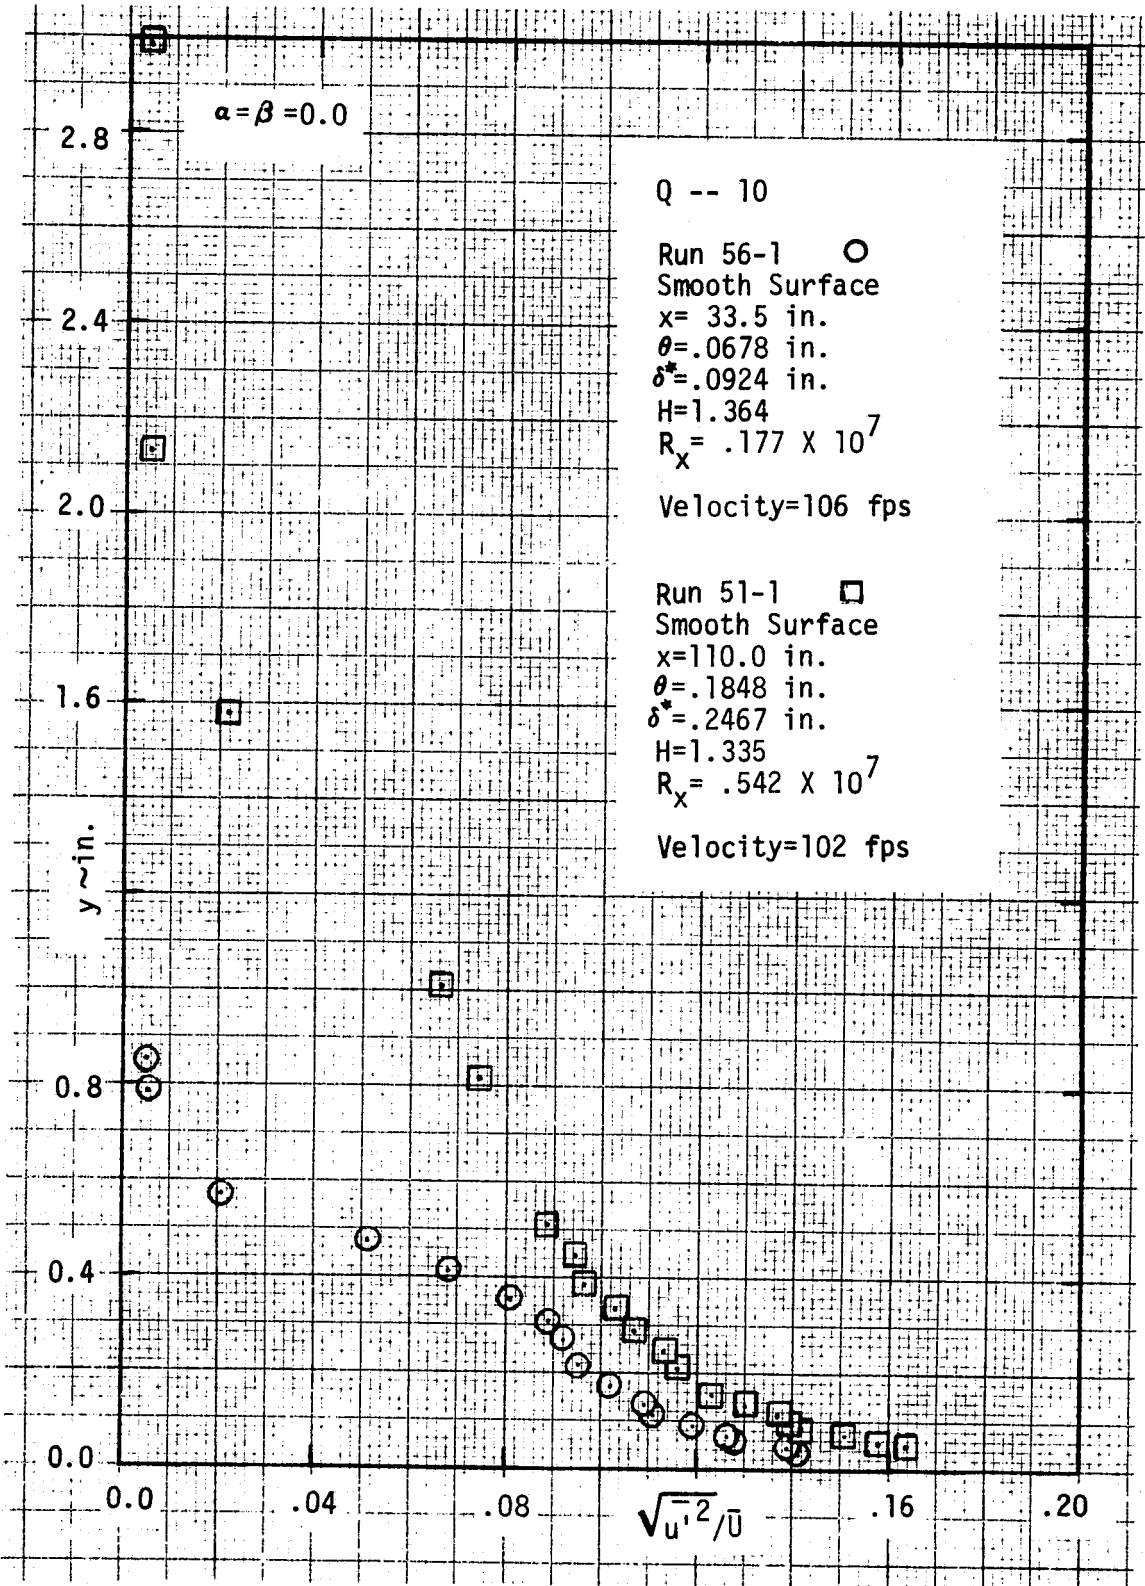 α=β=0.0
2.8
2.4
2.0
1.6
0.8
0.4
0.0
y~in.
Q -- 10
Run 56-1
Smooth Surface
x= 33.5 in.
θ=.0678 in.
δ*=.0924 in.
H=1.364
Rx= .177 X 10^7
Velocity=106 fps
Run 51-1
Smooth Surface
x=110.0 in.
θ=.1848 in.
δ*=.2467 in.
H=1.335
Rx= .542 X 10^7
Velocity=102 fps
0.0 .04 .08 .16 .20
√u'²/Ū